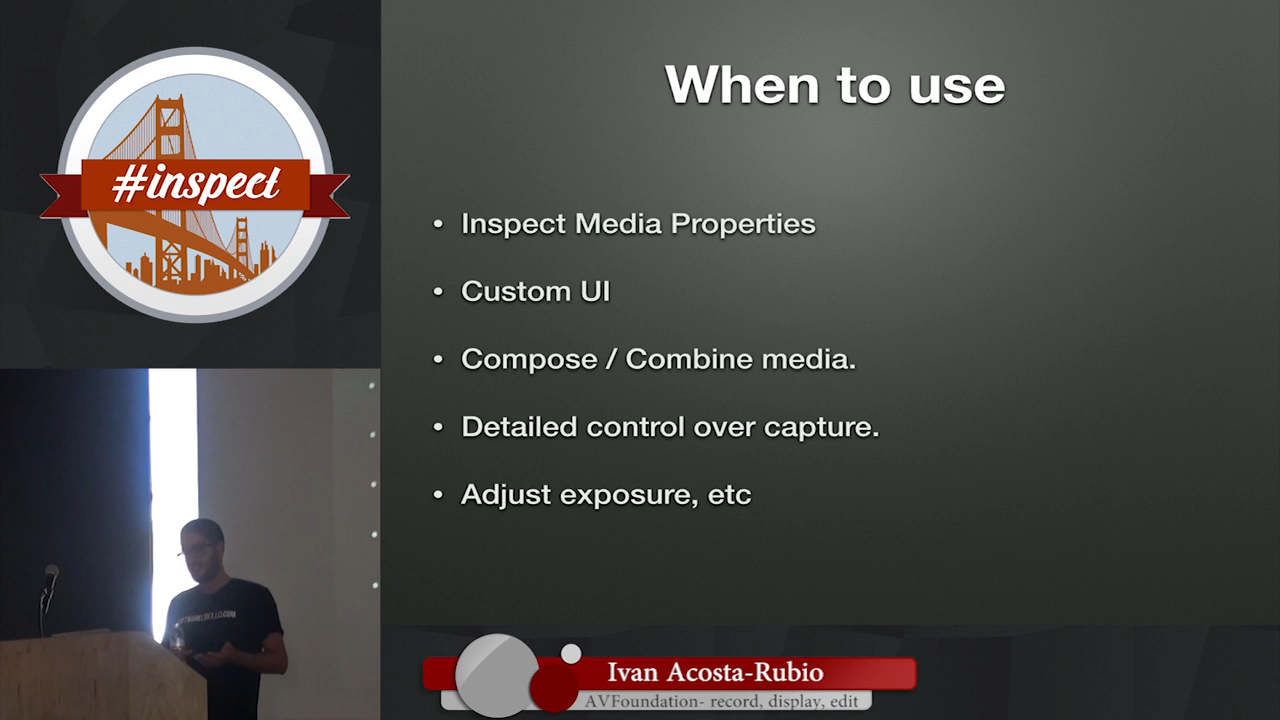 #inspect
When to use
• Inspect Media Properties
• Custom UI
• Compose / Combine media.
• Detailed control over capture.
• Adjust exposure, etc
Ivan Acosta-Rubio
AVFoundation- record, display, edit